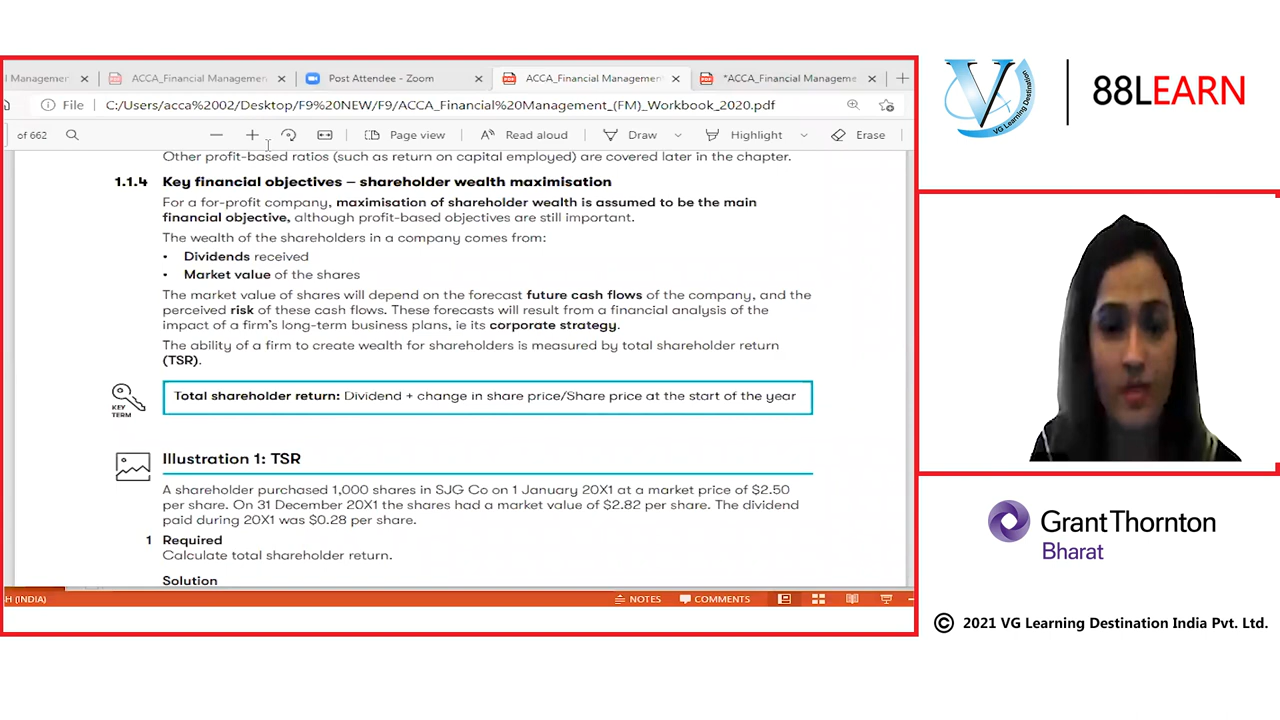 l Managemen
ACCA_Financial Managemen
Post Attendee - Zoom
ACCA_Financial Management
*ACCA_Financial Manageme
File
C:/Users/acca%2002/Desktop/F9%20NEW/F9/ACCA_Financial%20Management_(FM)_Workbook_2020.pdf
of 662
Page view
Read aloud
Draw
Highlight
Erase
Other profit-based ratios (such as return on capital employed) are covered later in the chapter.
1.1.4 Key financial objectives – shareholder wealth maximisation
For a for-profit company, maximisation of shareholder wealth is assumed to be the main
financial objective, although profit-based objectives are still important.
The wealth of the shareholders in a company comes from:
• Dividends received
• Market value of the shares
The market value of shares will depend on the forecast future cash flows of the company, and the
perceived risk of these cash flows. These forecasts will result from a financial analysis of the
impact of a firm's long-term business plans, ie its corporate strategy.
The ability of a firm to create wealth for shareholders is measured by total shareholder return
(TSR).
KEY
TERM
Total shareholder return: Dividend + change in share price/Share price at the start of the year
Illustration 1: TSR
A shareholder purchased 1,000 shares in SJG Co on 1 January 20X1 at a market price of $2.50
per share. On 31 December 20X1 the shares had a market value of $2.82 per share. The dividend
paid during 20X1 was $0.28 per share.
1 Required
Calculate total shareholder return.
Solution
H (INDIA)
NOTES
COMMENTS
VG Learning Destination
88LEARN
Grant Thornton
Bharat
© 2021 VG Learning Destination India Pvt. Ltd.